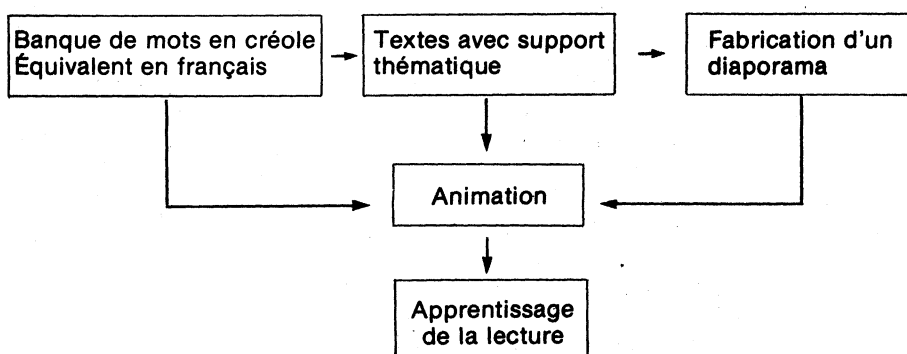 Banque de mots en créole
Équivalent en français
Textes avec support
thématique
Fabrication d'un
diaporama
Animation
Apprentissage
de la lecture